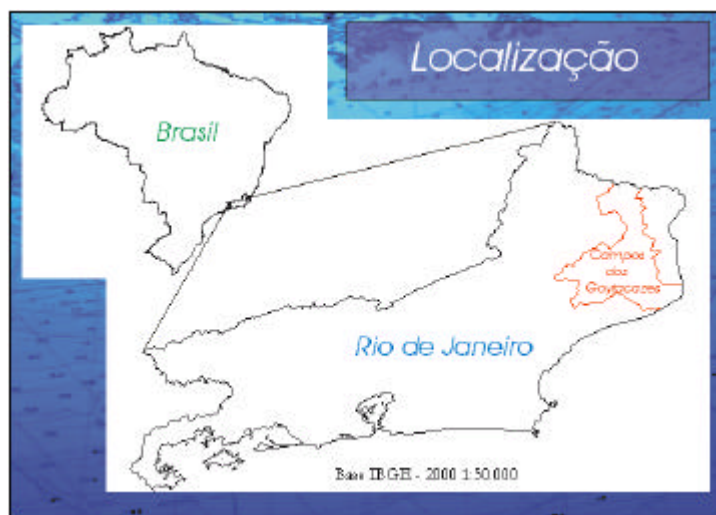 Localização
Brasil
Campos
dos
Goytacazes
Rio de Janeiro
Base IBGE - 2000 1:50.000